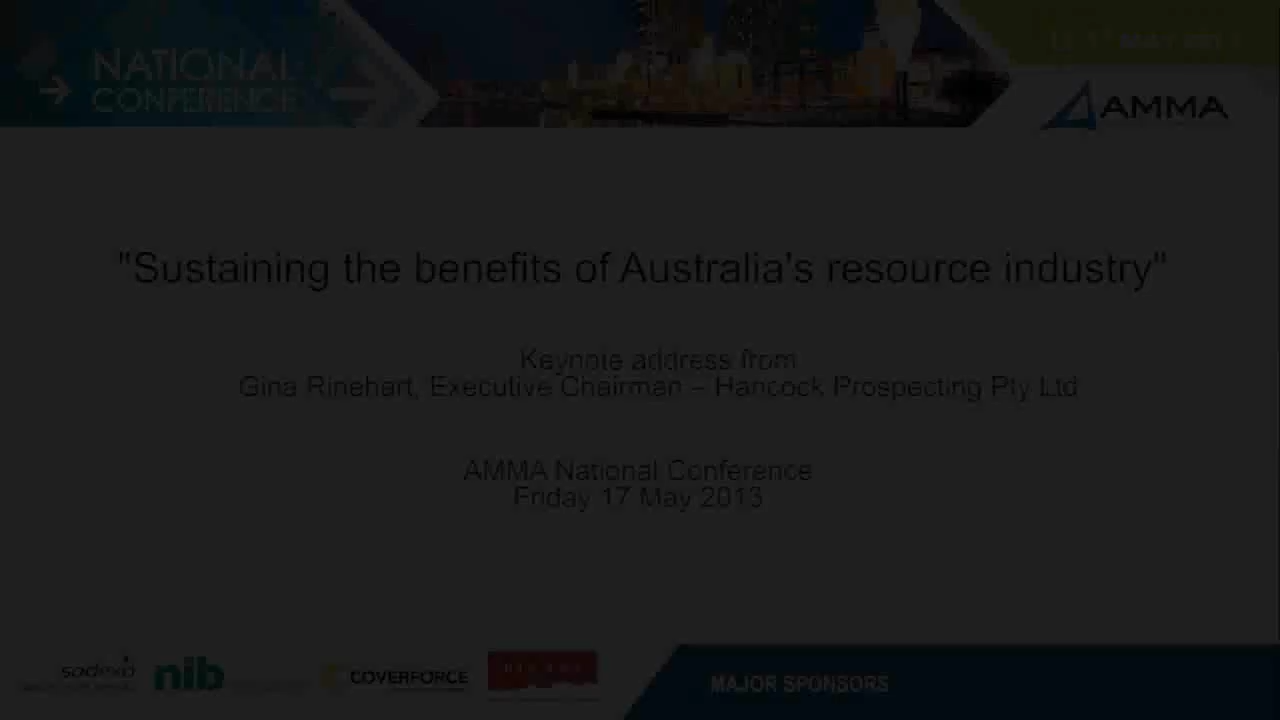 NATIONAL
CONFERENCE
AMMA
"Sustaining the benefits of Australia's resource industry"
Keynote address from
Gina Rinehart, Executive Chairman – Hancock Prospecting Pty Ltd
AMMA National Conference
Friday 17 May 2013
sodexo
nib
COVERFORCE
MAJOR SPONSORS